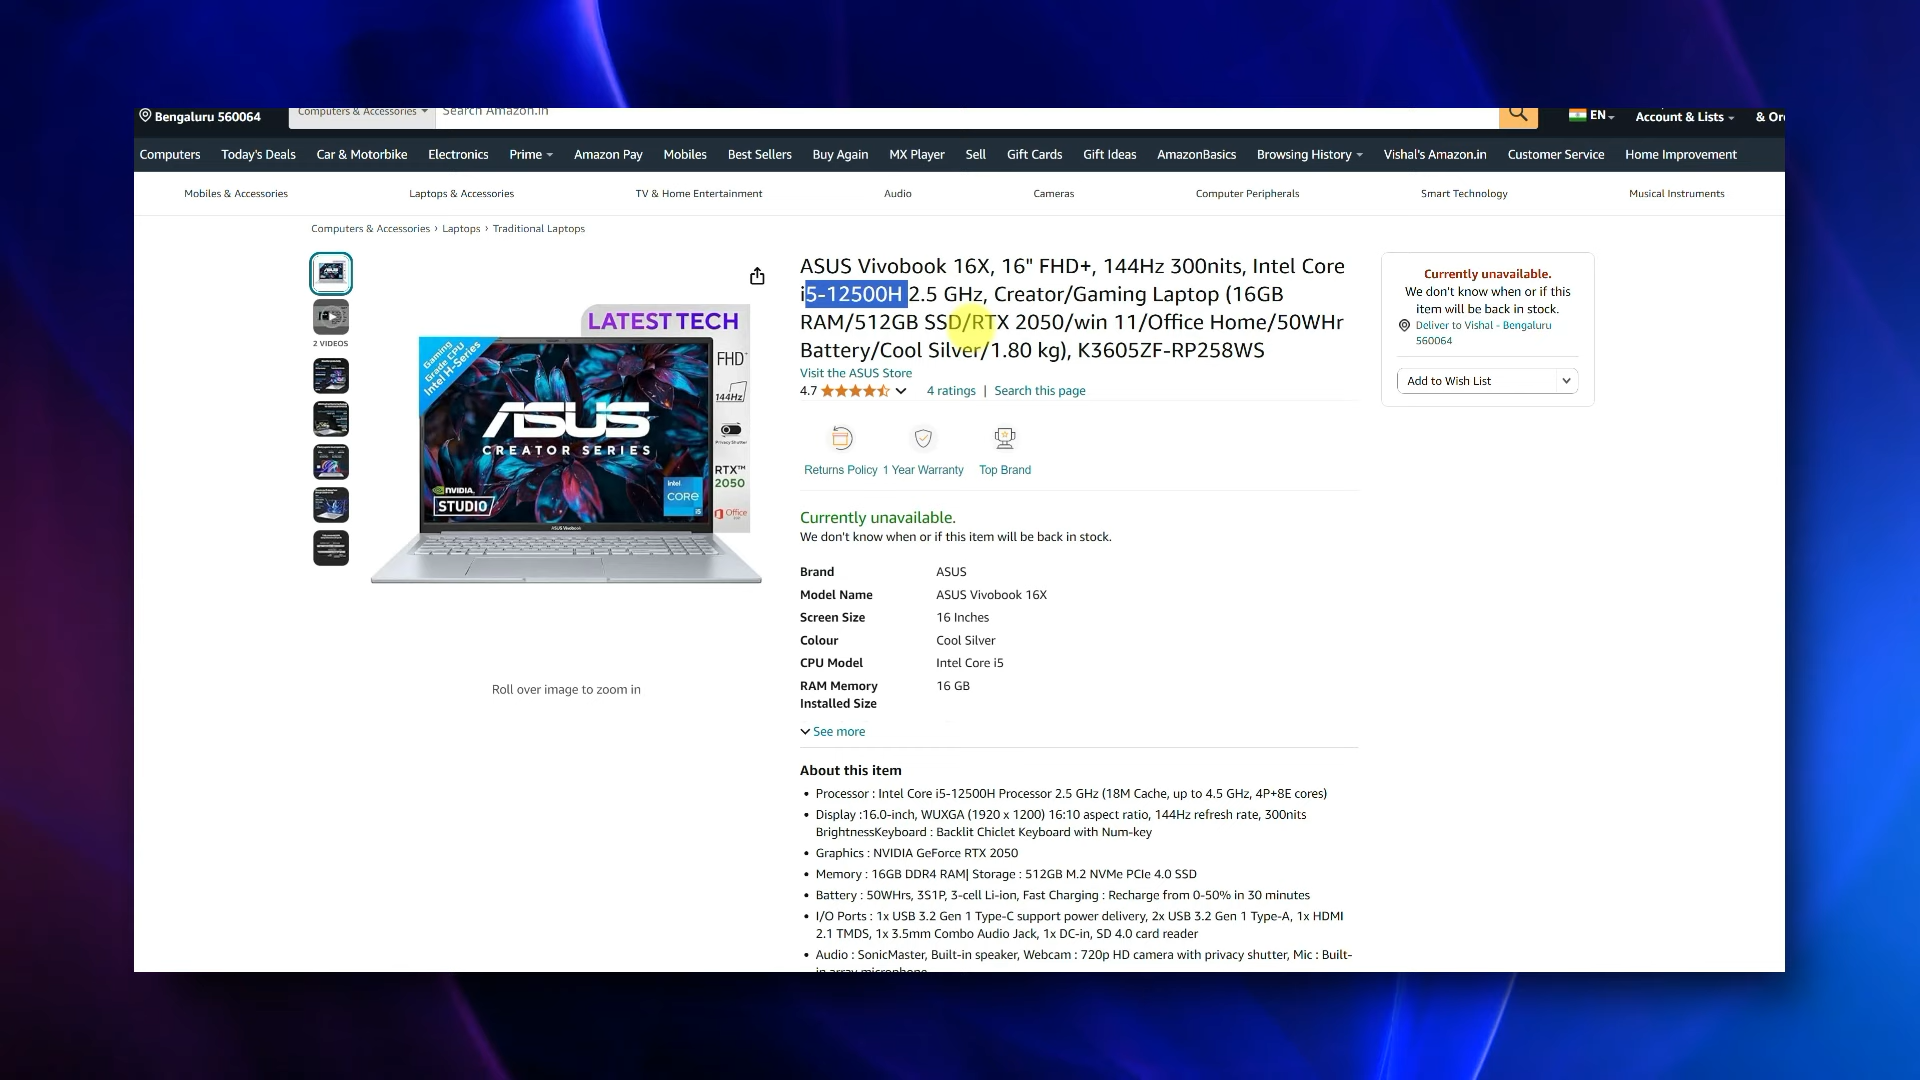 Bengaluru 560064
Computers & Accessories
Search Amazon.in
EN
Account & Lists
Computers Today's Deals Car & Motorbike Electronics Prime Amazon Pay Mobiles Best Sellers Buy Again MX Player Sell Gift Cards Gift Ideas AmazonBasics Browsing History Vishal's Amazon.in Customer Service Home Improvement
Mobiles & Accessories Laptops & Accessories TV & Home Entertainment Audio Cameras Computer Peripherals Smart Technology Musical Instruments
Computers & Accessories › Laptops › Traditional Laptops
2 VIDEOS
LATEST TECH
Gaming
Grade CPU
Intel H-Series
FHD+
144Hz
Privacy Shutter
RTX™
2050
Office
ASUS
CREATOR SERIES
NVIDIA.
STUDIO
intel
CORE
i5
ASUS Vivobook
Roll over image to zoom in
ASUS Vivobook 16X, 16" FHD+, 144Hz 300nits, Intel Core
i5-12500H 2.5 GHz, Creator/Gaming Laptop (16GB
RAM/512GB SSD/RTX 2050/win 11/Office Home/50WHr
Battery/Cool Silver/1.80 kg), K3605ZF-RP258WS
Visit the ASUS Store
4.7 4 ratings | Search this page
Returns Policy 1 Year Warranty Top Brand
Currently unavailable.
We don't know when or if this item will be back in stock.
Brand ASUS
Model Name ASUS Vivobook 16X
Screen Size 16 Inches
Colour Cool Silver
CPU Model Intel Core i5
RAM Memory 16 GB
Installed Size
See more
About this item
• Processor : Intel Core i5-12500H Processor 2.5 GHz (18M Cache, up to 4.5 GHz, 4P+8E cores)
• Display :16.0-inch, WUXGA (1920 x 1200) 16:10 aspect ratio, 144Hz refresh rate, 300nits
BrightnessKeyboard : Backlit Chiclet Keyboard with Num-key
• Graphics : NVIDIA GeForce RTX 2050
• Memory : 16GB DDR4 RAM| Storage : 512GB M.2 NVMe PCIe 4.0 SSD
• Battery : 50WHrs, 3S1P, 3-cell Li-ion, Fast Charging : Recharge from 0-50% in 30 minutes
• I/O Ports : 1x USB 3.2 Gen 1 Type-C support power delivery, 2x USB 3.2 Gen 1 Type-A, 1x HDMI
2.1 TMDS, 1x 3.5mm Combo Audio Jack, 1x DC-in, SD 4.0 card reader
• Audio : SonicMaster, Built-in speaker, Webcam : 720p HD camera with privacy shutter, Mic : Built-
in array microphone
Currently unavailable.
We don't know when or if this
item will be back in stock.
Deliver to Vishal - Bengaluru
560064
Add to Wish List